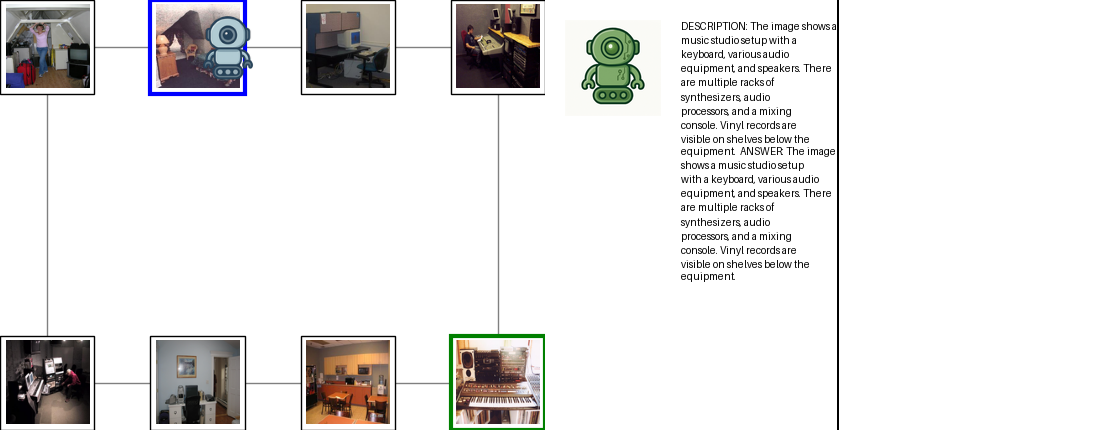 DESCRIPTION: The image shows a
music studio setup with a
keyboard, various audio
equipment, and speakers. There
are multiple racks of
synthesizers, audio
processors, and a mixing
console. Vinyl records are
visible on shelves below the
equipment. ANSWER: The image
shows a music studio setup
with a keyboard, various audio
equipment, and speakers. There
are multiple racks of
synthesizers, audio
processors, and a mixing
console. Vinyl records are
visible on shelves below the
equipment.